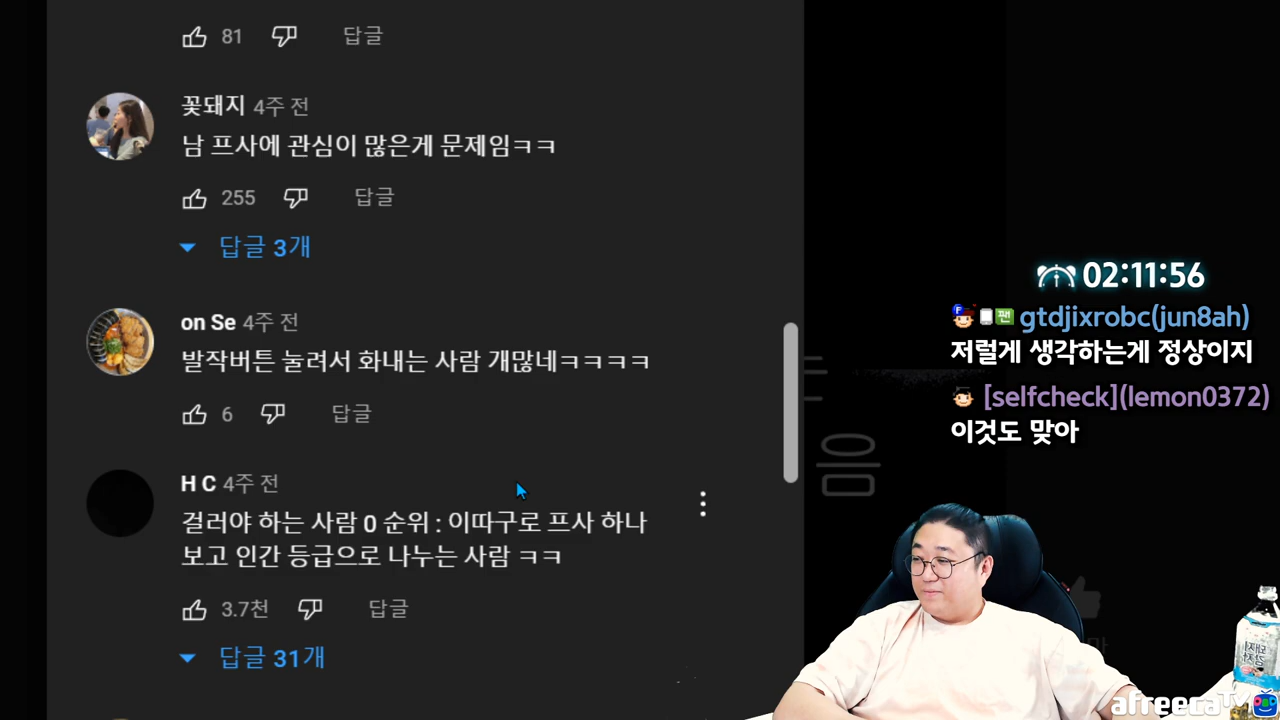 81 답글
꽃돼지 4주 전
남 프사에 관심이 많은게 문제임ㅋㅋ
255 답글
답글 3개
on Se 4주 전
발작버튼 눌려서 화내는 사람 개많네ㅋㅋㅋㅋ
6 답글
H C 4주 전
걸러야 하는 사람 0 순위 : 이따구로 프사 하나
보고 인간 등급으로 나누는 사람 ㅋㅋ
3.7천 답글
답글 31개
음
02:11:56
팬 gtdjixrobc(jun8ah)
저럴게 생각하는게 정상이지
[selfcheck](lemon0372)
이것도 맞아
afreecaTV